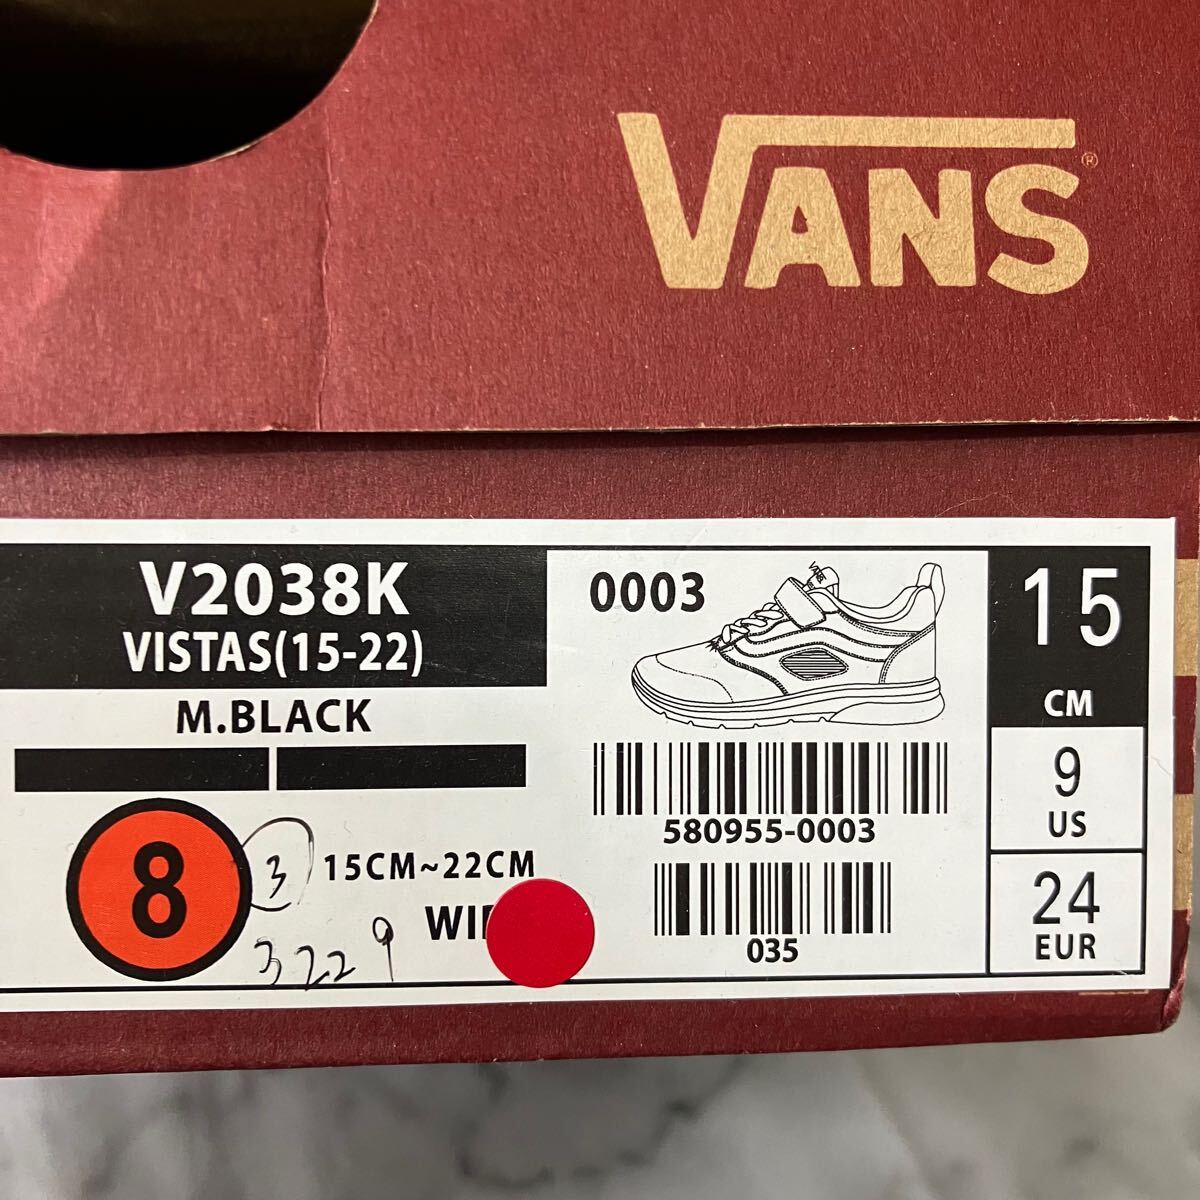 VANS®
V2038K
VISTAS(15-22)
M.BLACK
8
3
15CM~22CM
3229
0003
VANS
580955-0003
035
15
CM
9
US
24
EUR